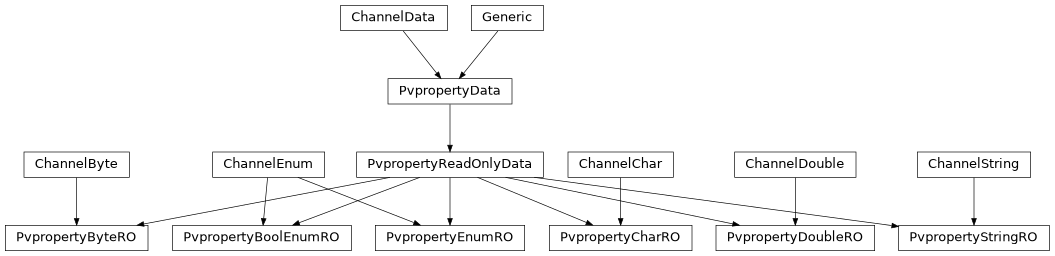 ChannelData
Generic
PvpropertyData
ChannelByte
ChannelEnum
PvpropertyReadOnlyData
ChannelChar
ChannelDouble
ChannelString
PvpropertyByteRO
PvpropertyBoolEnumRO
PvpropertyEnumRO
PvpropertyCharRO
PvpropertyDoubleRO
PvpropertyStringRO